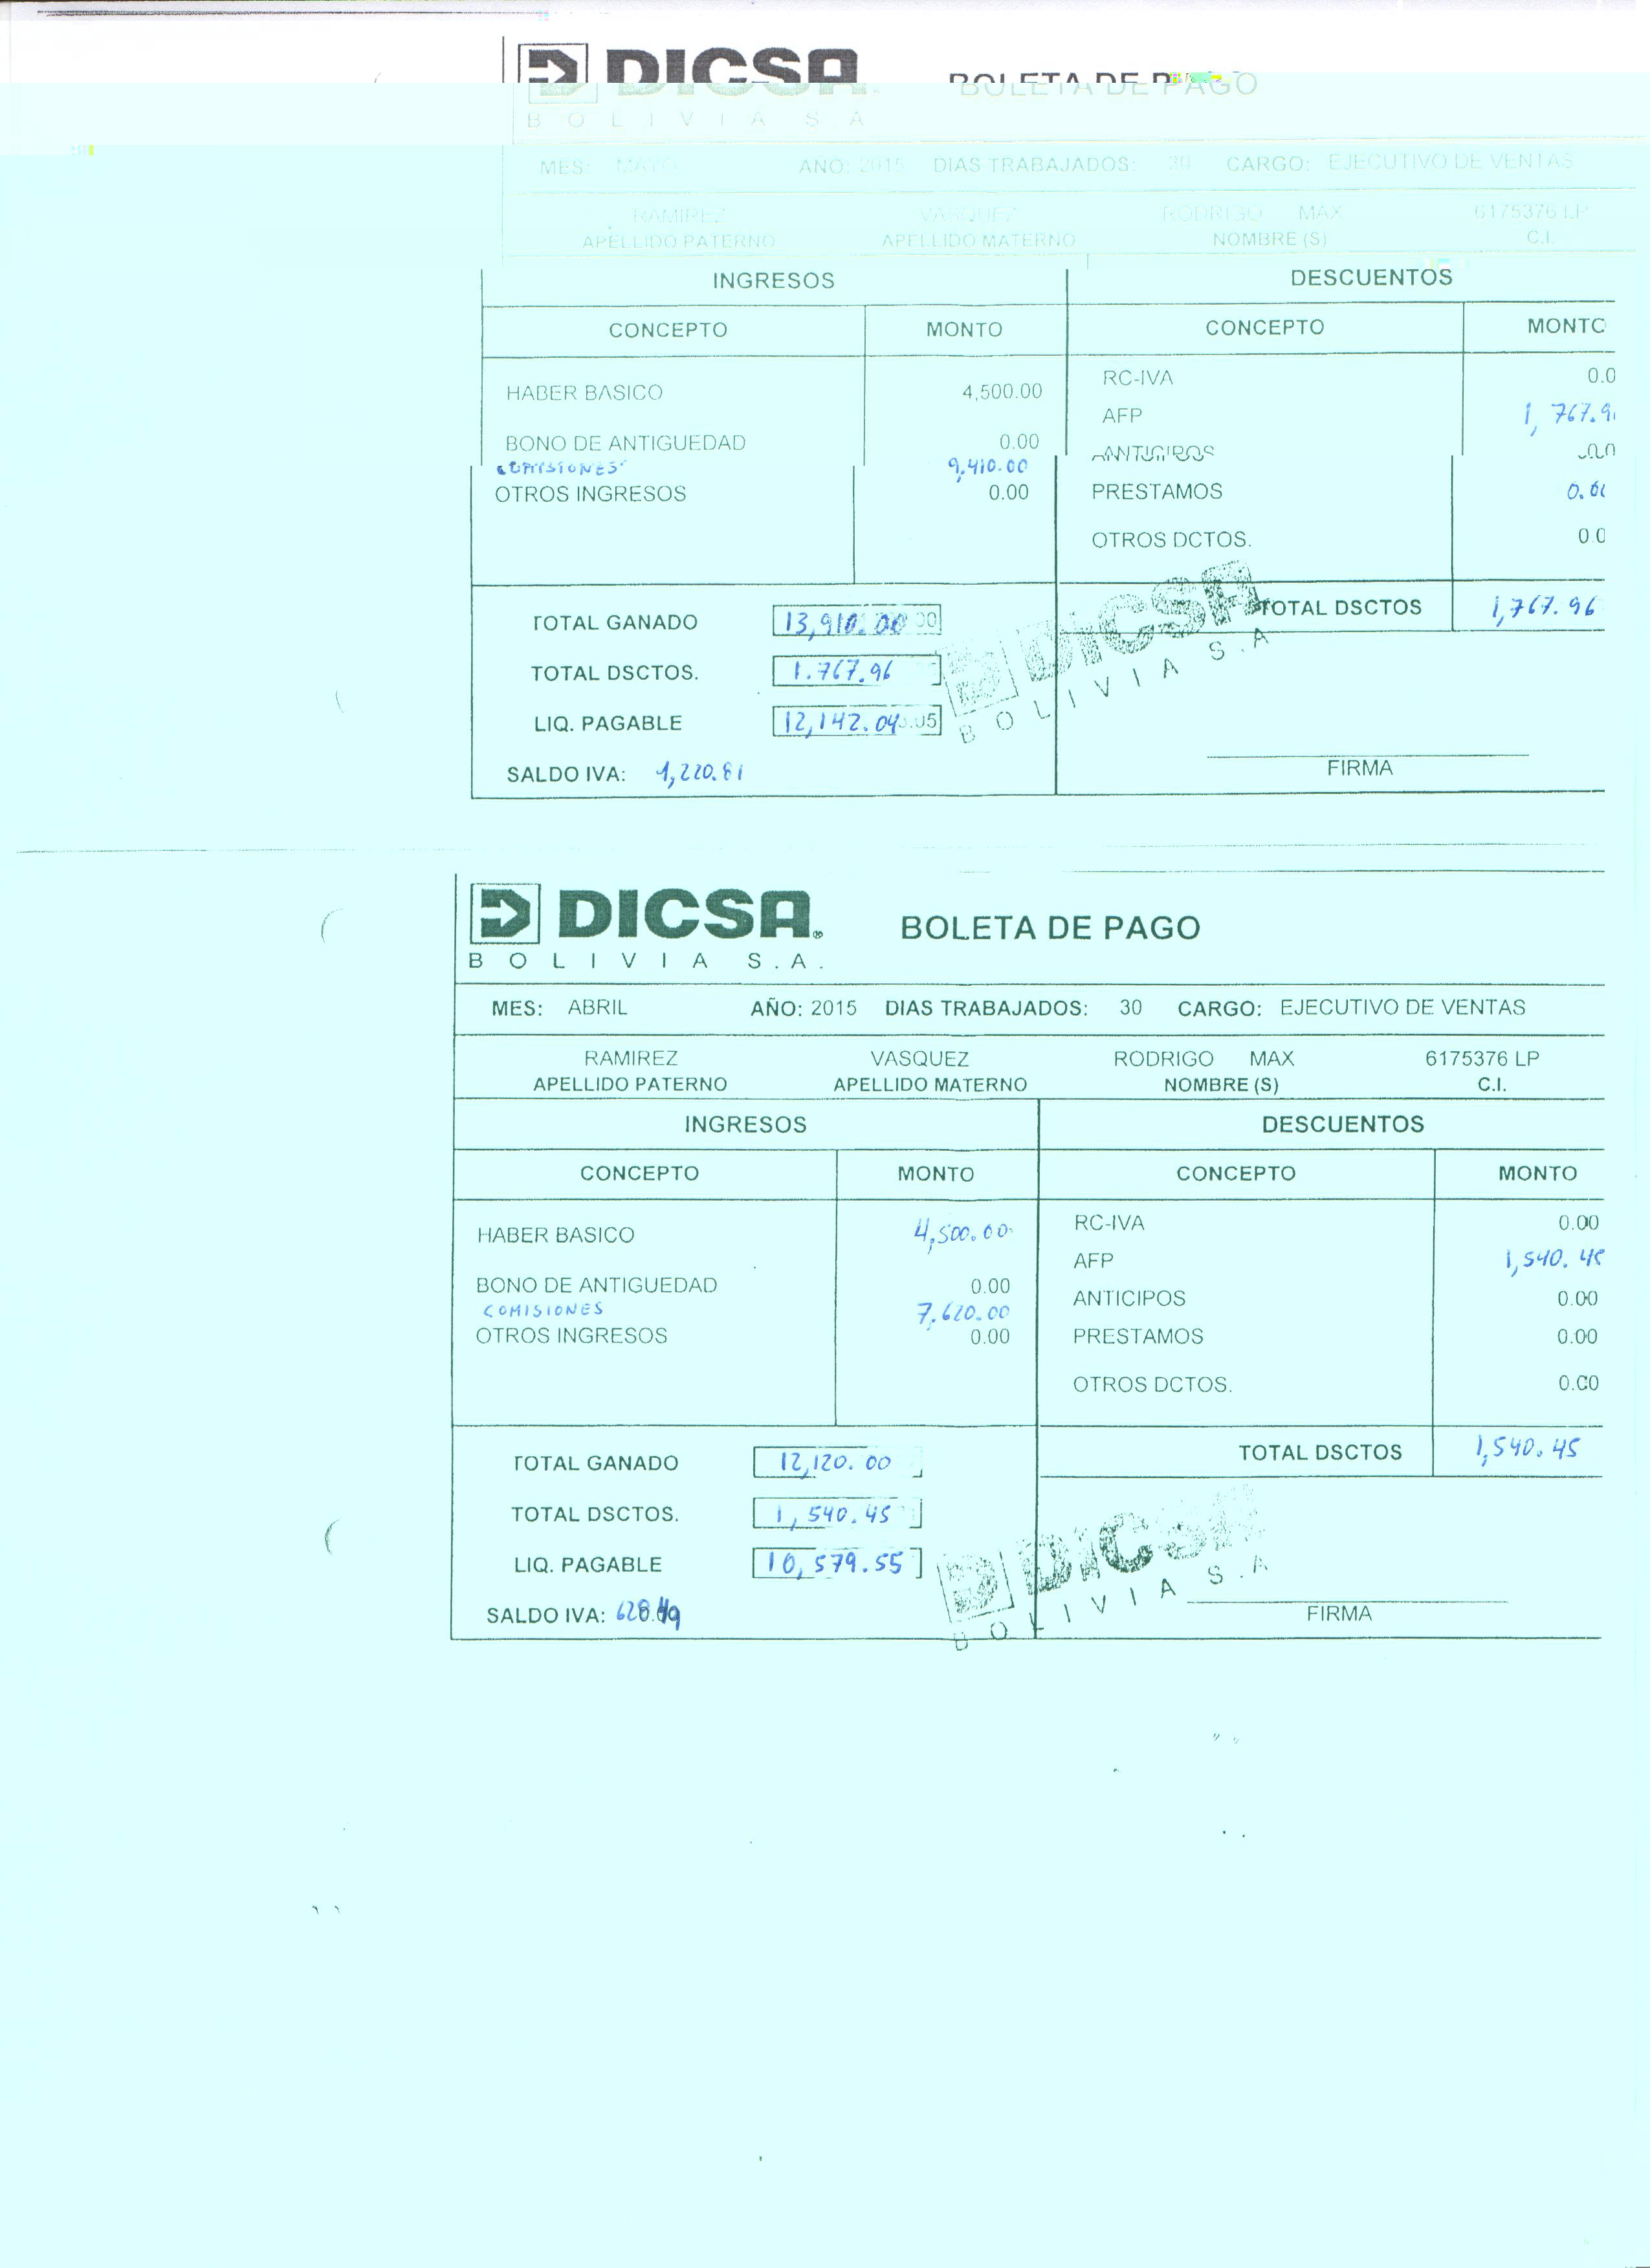 DICSA
BOLETA DE PAGO
BOLIVIA S A
MES: MAYO AÑO: 2015 DIAS TRABAJADOS: 30 CARGO: EJECUTIVO DE VENTAS
RAMIREZ VASQUEZ RODRIGO MAX 6175376 LP
APELLIDO PATERNO APELLIDO MATERNO NOMBRE (S) C.I.
INGRESOS DESCUENTOS
CONCEPTO MONTO CONCEPTO MONTO
RC-IVA 0.0
HABER BASICO 4,500.00
AFP 1,767.9
BONO DE ANTIGUEDAD 0.00
ANTICIPOS
COMISIONES 9,410.00
OTROS INGRESOS 0.00 PRESTAMOS 0.0
OTROS DCTOS. 0.0
TOTAL GANADO 13,910.00 TOTAL DSCTOS 1,767.96
TOTAL DSCTOS. 1.767.96
LIQ. PAGABLE 12,142.04
SALDO IVA: 1,220.81
DICSA
BOLIVIA S.A
FIRMA
DICSA®
BOLETA DE PAGO
BOLIVIA S.A.
MES: ABRIL AÑO: 2015 DIAS TRABAJADOS: 30 CARGO: EJECUTIVO DE VENTAS
RAMIREZ VASQUEZ RODRIGO MAX 6175376 LP
APELLIDO PATERNO APELLIDO MATERNO NOMBRE (S) C.I.
INGRESOS DESCUENTOS
CONCEPTO MONTO CONCEPTO MONTO
RC-IVA 0.00
HABER BASICO 4,500.00
AFP 1,540.45
BONO DE ANTIGUEDAD 0.00
ANTICIPOS 0.00
COMISIONES 7,620.00
OTROS INGRESOS 0.00 PRESTAMOS 0.00
OTROS DCTOS. 0.00
TOTAL GANADO 12,120.00 TOTAL DSCTOS 1,540.45
TOTAL DSCTOS. 1,540.45
LIQ. PAGABLE 10,579.55
SALDO IVA: 628.49
DICSA
BOLIVIA S.A
FIRMA